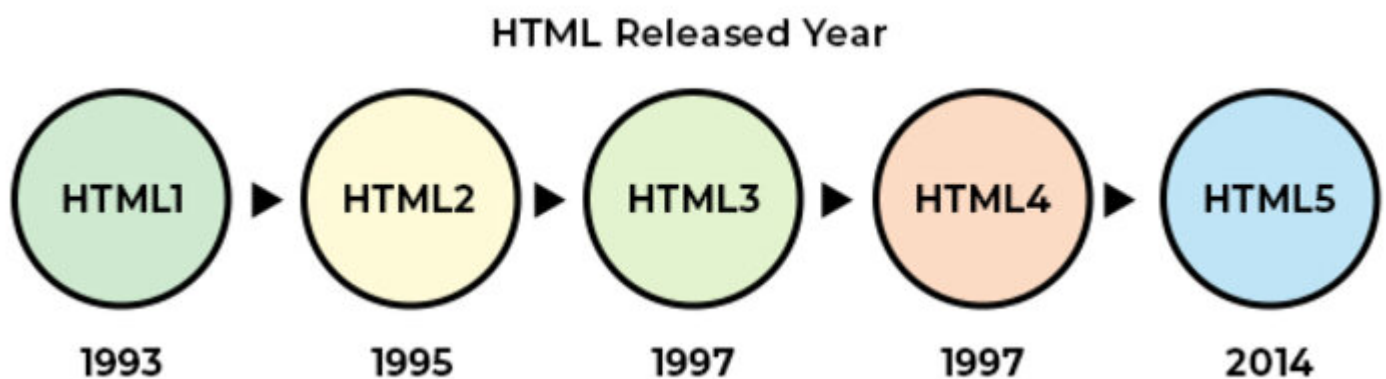 HTML Released Year
HTML1 HTML2 HTML3 HTML4 HTML5
1993 1995 1997 1997 2014